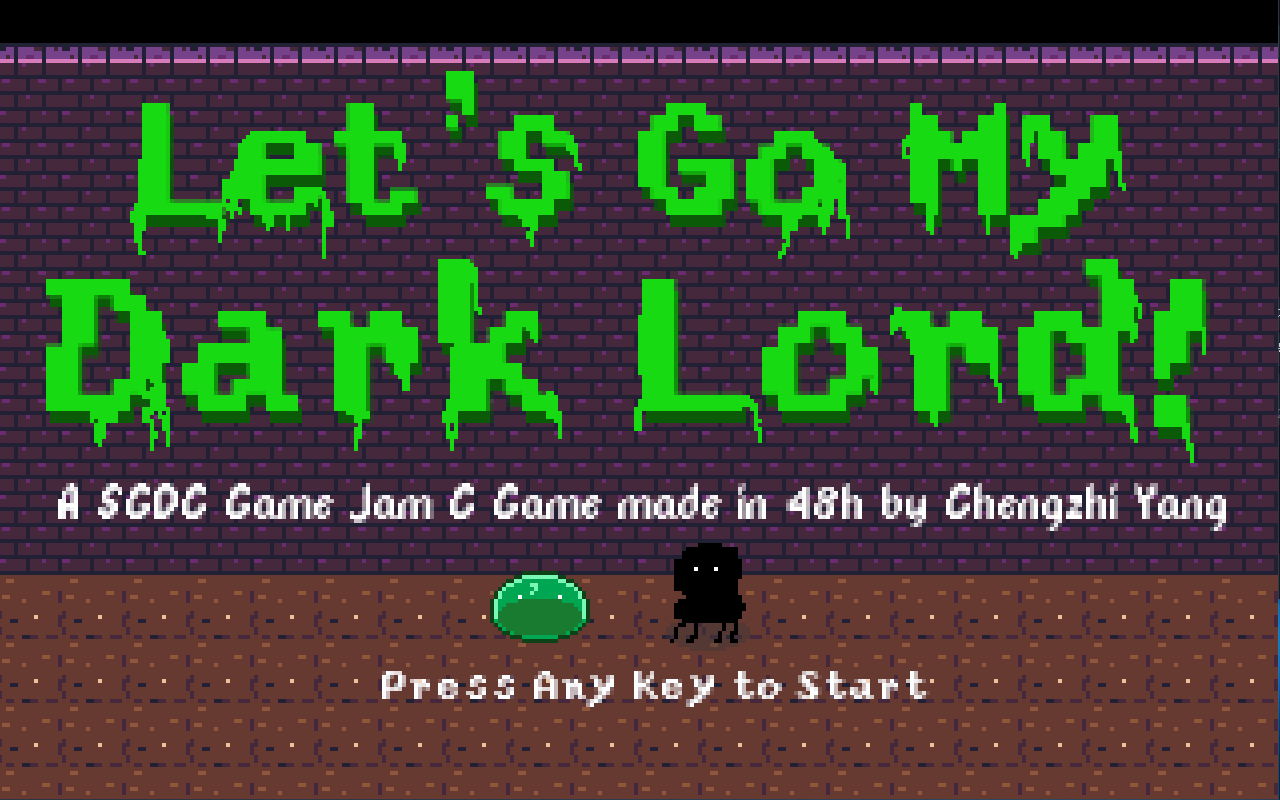 Let's Go My
Dark Lord!
A SCDC Game Jam C Game made in 48h by Chengzhi Yang
Press Any Key to Start